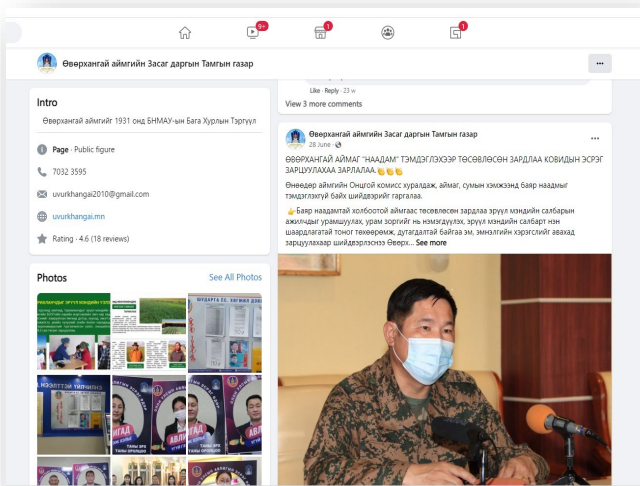 9+
1
1
Өвөрхангай аймгийн Засаг даргын Тамгын газар
Intro
Өвөрхангай аймгийг 1931 онд БНМАУ-ын Бага Хурлын Тэргүүл
Page · Public figure
7032 3595
uvurkhangai2010@gmail.com
uvurkhangai.mn
Rating · 4.6 (18 reviews)
Photos
See All Photos
Like · Reply · 23 w
View 3 more comments
Өвөрхангай аймгийн Засаг даргын Тамгын газар
28 June ·
ӨВӨРХАНГАЙ АЙМАГ "НААДАМ" ТЭМДЭГЛЭХЭЭР ТӨСӨВЛӨСӨН ЗАРДЛАА КОВИДЫН ЭСРЭГ
ЗАРЦУУЛАХАА ЗАРЛАЛАА.👏👏👏
Өнөөдөр аймгийн Онцгой комисс хуралдаж, аймаг, сумын хэмжээнд баяр наадмыг
тэмдэглэхгүй байх шийдвэрийг гаргалаа.
👉Баяр наадамтай холбоотой аймгаас төсөвлөсөн зардлаа эрүүл мэндийн салбарын
ажилчдыг урамшуулах, урам зоригийг нь нэмэгдүүлэх, эрүүл мэндийн салбарт нэн
шаардлагатай тоног төхөөрөмж, дутагдалтай байгаа эм, эмнэлгийн хэрэгслийг авахад
зарцуулахаар шийдвэрлэснээ Өверх... See more